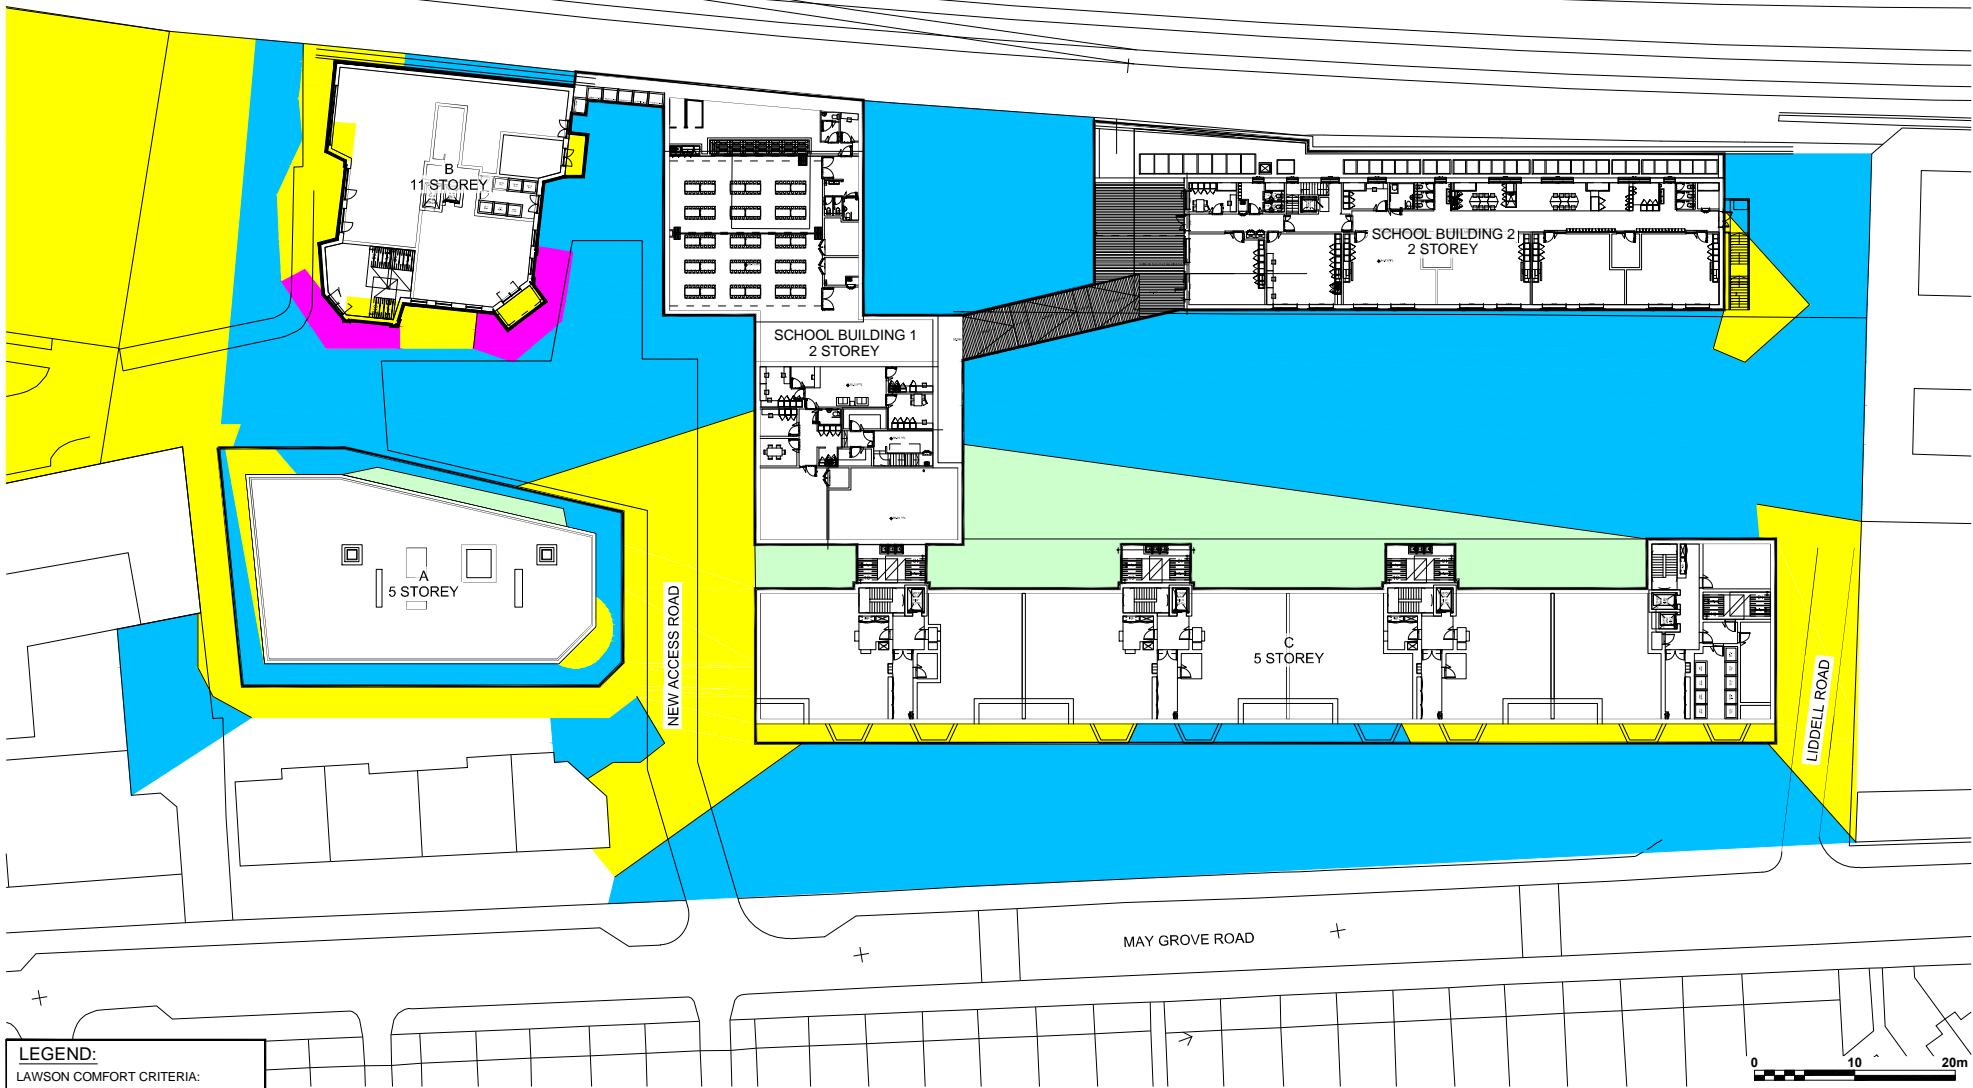 B
11 STOREY
SCHOOL BUILDING 1
2 STOREY
SCHOOL BUILDING 2
2 STOREY
A
5 STOREY
NEW ACCESS ROAD
C
5 STOREY
LIDDELL ROAD
MAY GROVE ROAD
LEGEND:
LAWSON COMFORT CRITERIA:
0 10 20m